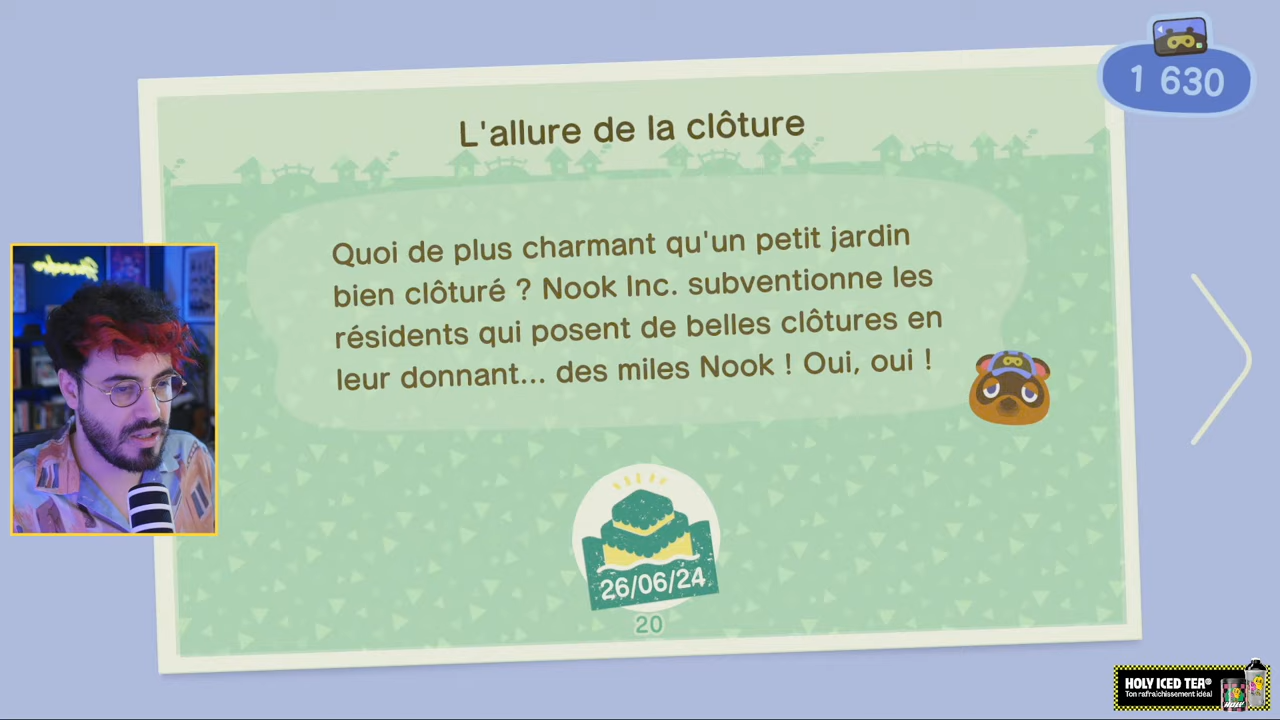 1 630
L'allure de la clôture
Quoi de plus charmant qu'un petit jardin
bien clôturé ? Nook Inc. subventionne les
résidents qui posent de belles clôtures en
leur donnant... des miles Nook ! Oui, oui !
26/06/24
20
HOLY ICED TEA®
Ton rafraîchissement idéal
HOLY